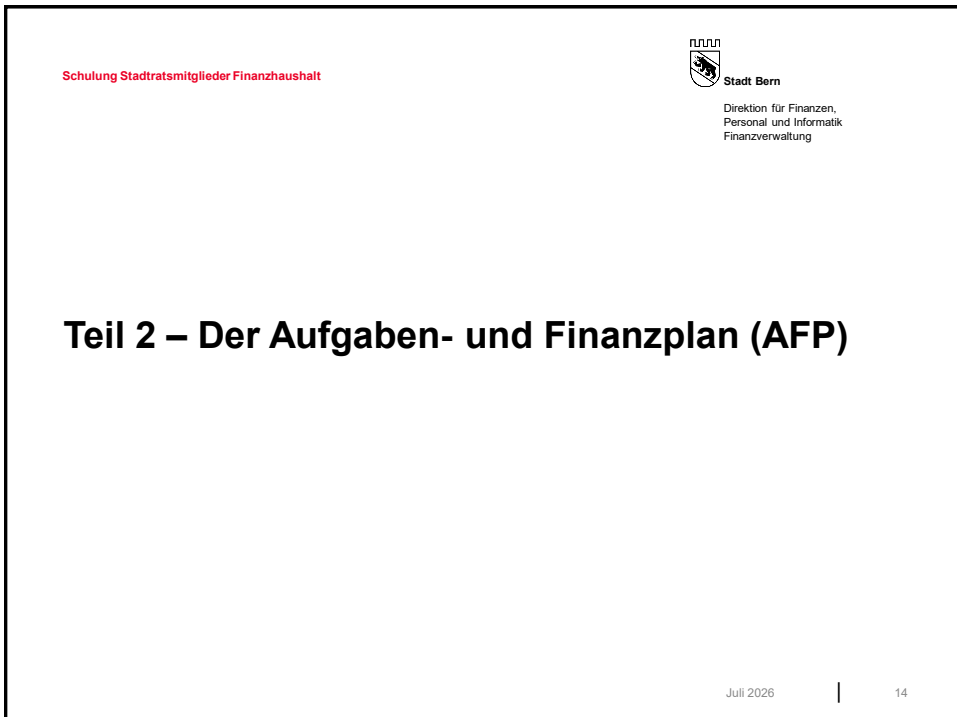 Schulung Stadtratsmitglieder Finanzhaushalt
Stadt Bern
Direktion für Finanzen,
Personal und Informatik
Finanzverwaltung
Teil 2 – Der Aufgaben- und Finanzplan (AFP)
Juli 2026
14